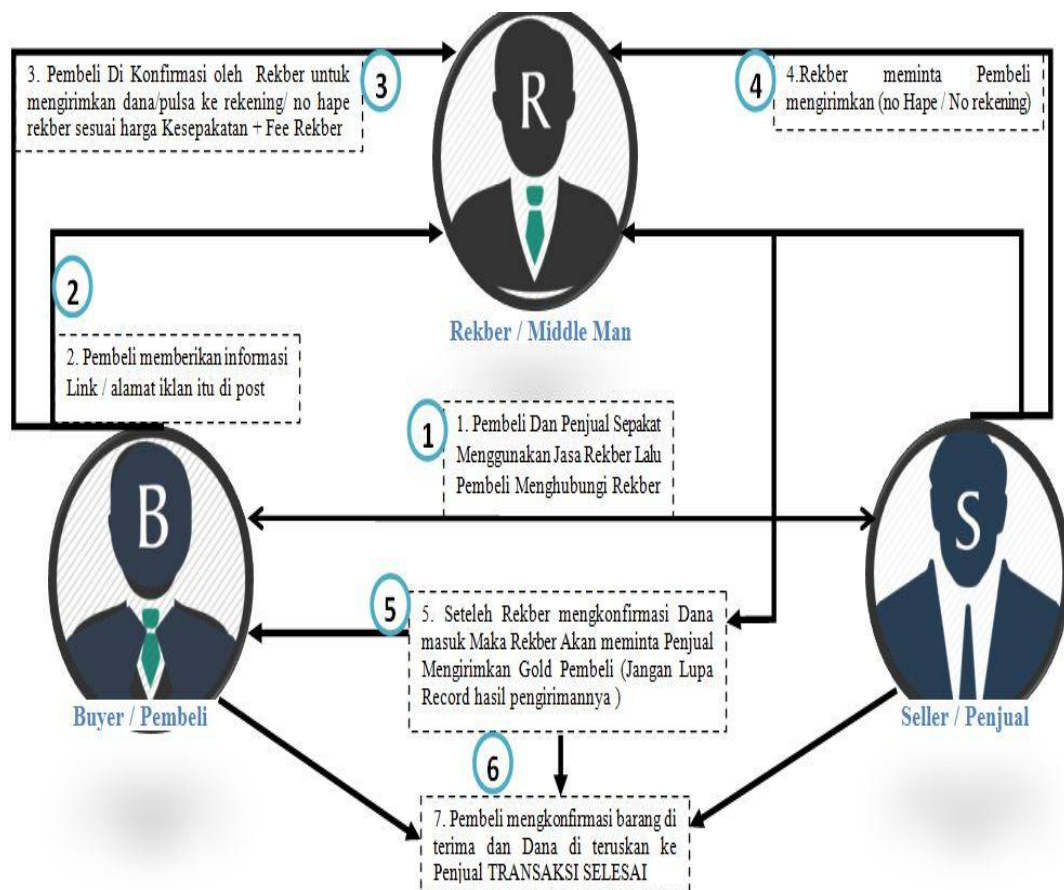 3. Pembeli Di Konfirmasi oleh Rekber untuk
mengirimkan dana/pulsa ke rekening/ no hape
rekber sesuai harga Kesepakatan + Fee Rekber
3
R
4
4.Rekber meminta Pembeli
mengirimkan (no Hape / No rekening)
2
2. Pembeli memberikan informasi
Link / alamat iklan itu di post
Rekber / Middle Man
1
1. Pembeli Dan Penjual Sepakat
Menggunakan Jasa Rekber Lalu
Pembeli Menghubungi Rekber
B
S
5
5. Seteleh Rekber mengkonfirmasi Dana
masuk Maka Rekber Akan meminta Penjual
Mengirimkan Gold Pembeli (Jangan Lupa
Record hasil pengirimannya )
Buyer / Pembeli
Seller / Penjual
6
7. Pembeli mengkonfirmasi barang di
terima dan Dana di teruskan ke
Penjual TRANSAKSI SELESAI